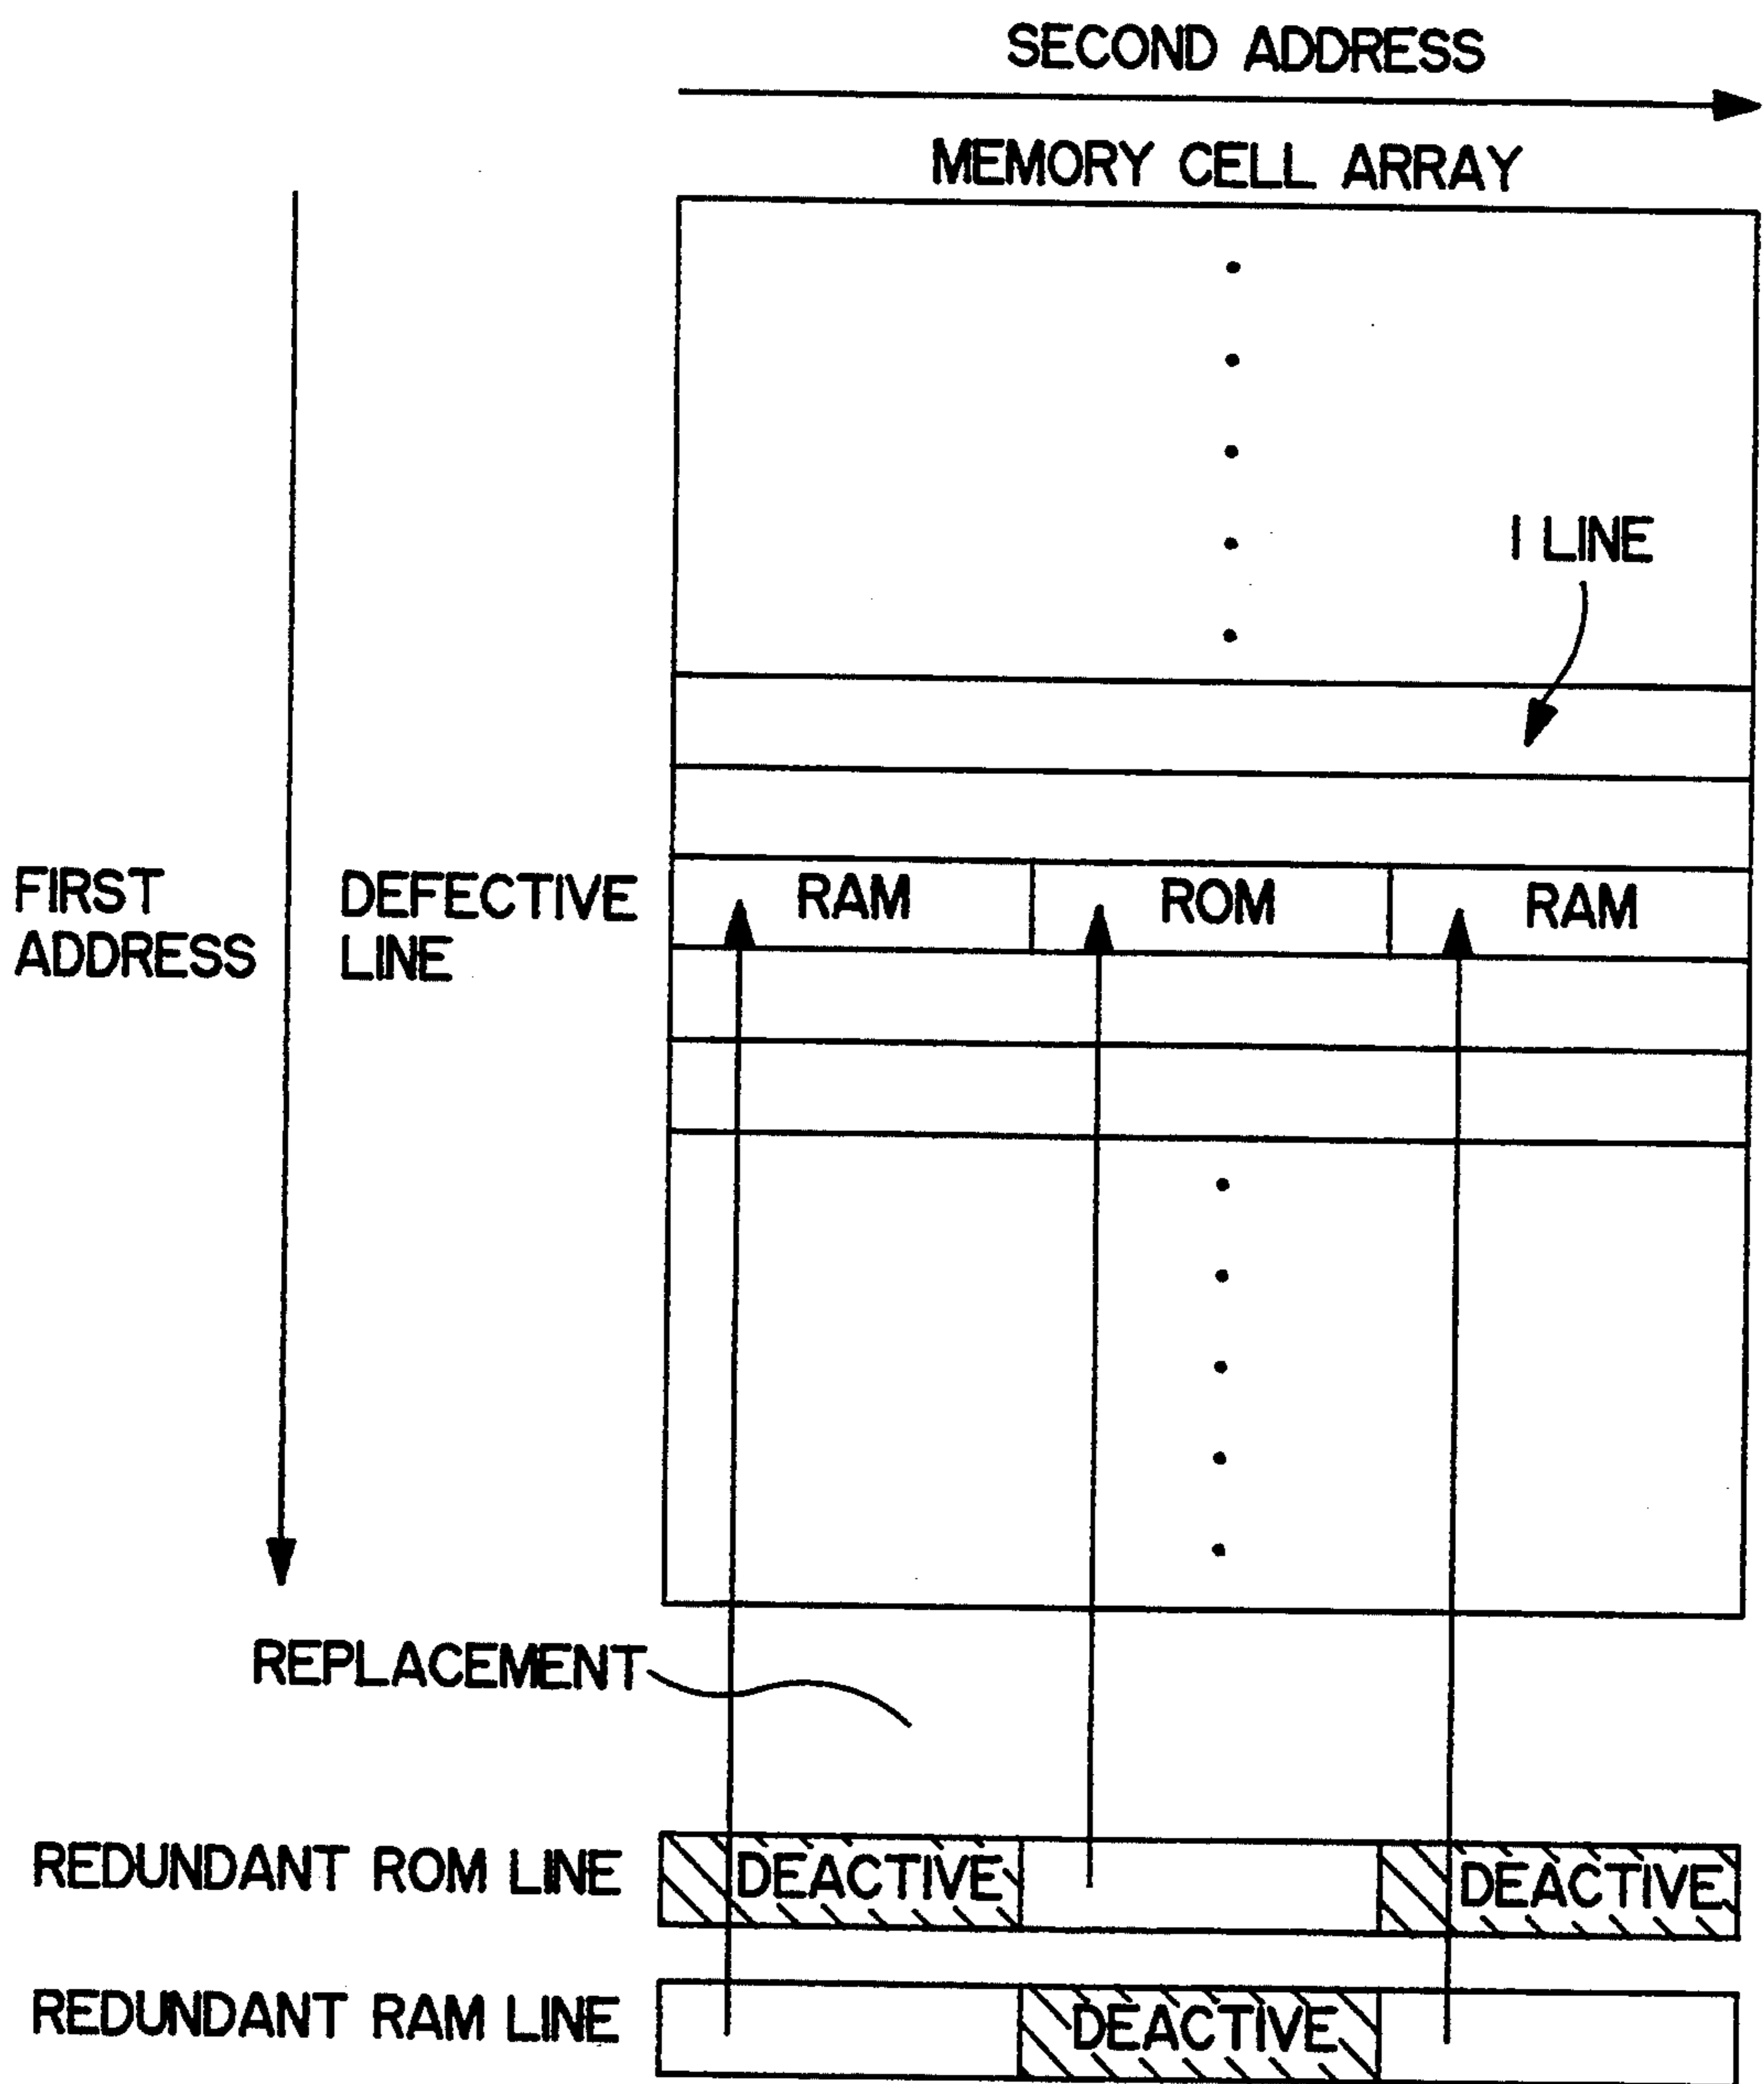 SECOND ADDRESS
MEMORY CELL ARRAY
1 LINE
FIRST
ADDRESS
DEFECTIVE
LINE
RAM
ROM
RAM
REPLACEMENT
REDUNDANT ROM LINE
DEACTIVE
DEACTIVE
REDUNDANT RAM LINE
DEACTIVE